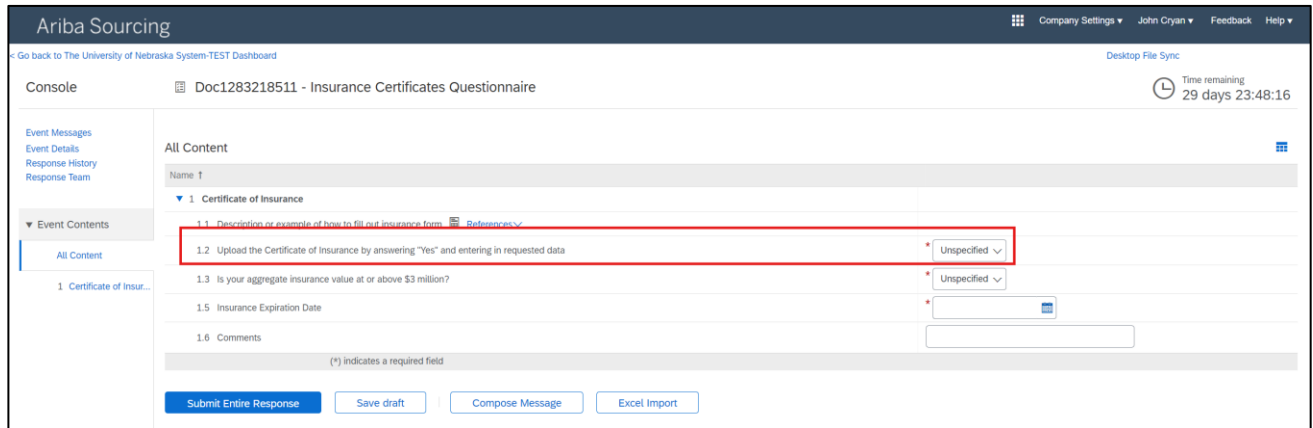 Ariba Sourcing
Company Settings ▾ John Cryan ▾ Feedback Help ▾
< Go back to The University of Nebraska System-TEST Dashboard
Desktop File Sync
Console
Doc1283218511 - Insurance Certificates Questionnaire
Time remaining
29 days 23:48:16
Event Messages
Event Details
Response History
Response Team
▼ Event Contents
All Content
1 Certificate of Insur...
All Content
Name ↑
▼ 1 Certificate of Insurance
1.1 Description or example of how to fill out insurance form References
1.2 Upload the Certificate of Insurance by answering "Yes" and entering in requested data * Unspecified
1.3 Is your aggregate insurance value at or above $3 million? * Unspecified
1.5 Insurance Expiration Date *
1.6 Comments
(*) indicates a required field
Submit Entire Response Save draft Compose Message Excel Import